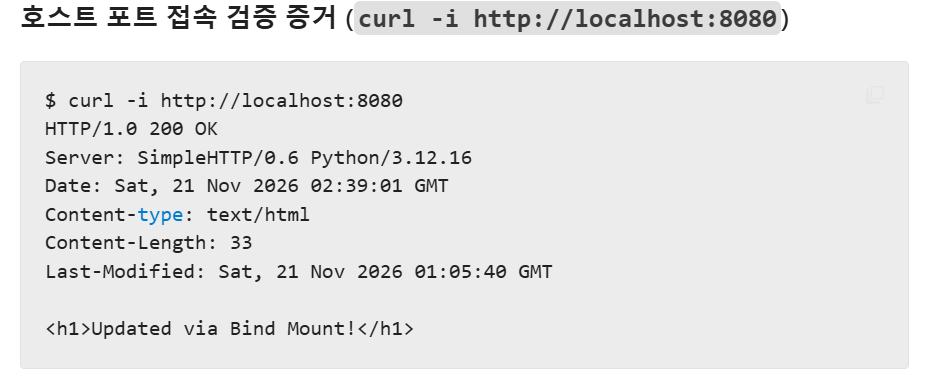 호스트 포트 접속 검증 증거 (curl -i http://localhost:8080)
$ curl -i http://localhost:8080
HTTP/1.0 200 OK
Server: SimpleHTTP/0.6 Python/3.12.16
Date: Sat, 21 Nov 2026 02:39:01 GMT
Content-type: text/html
Content-Length: 33
Last-Modified: Sat, 21 Nov 2026 01:05:40 GMT
<h1>Updated via Bind Mount!</h1>